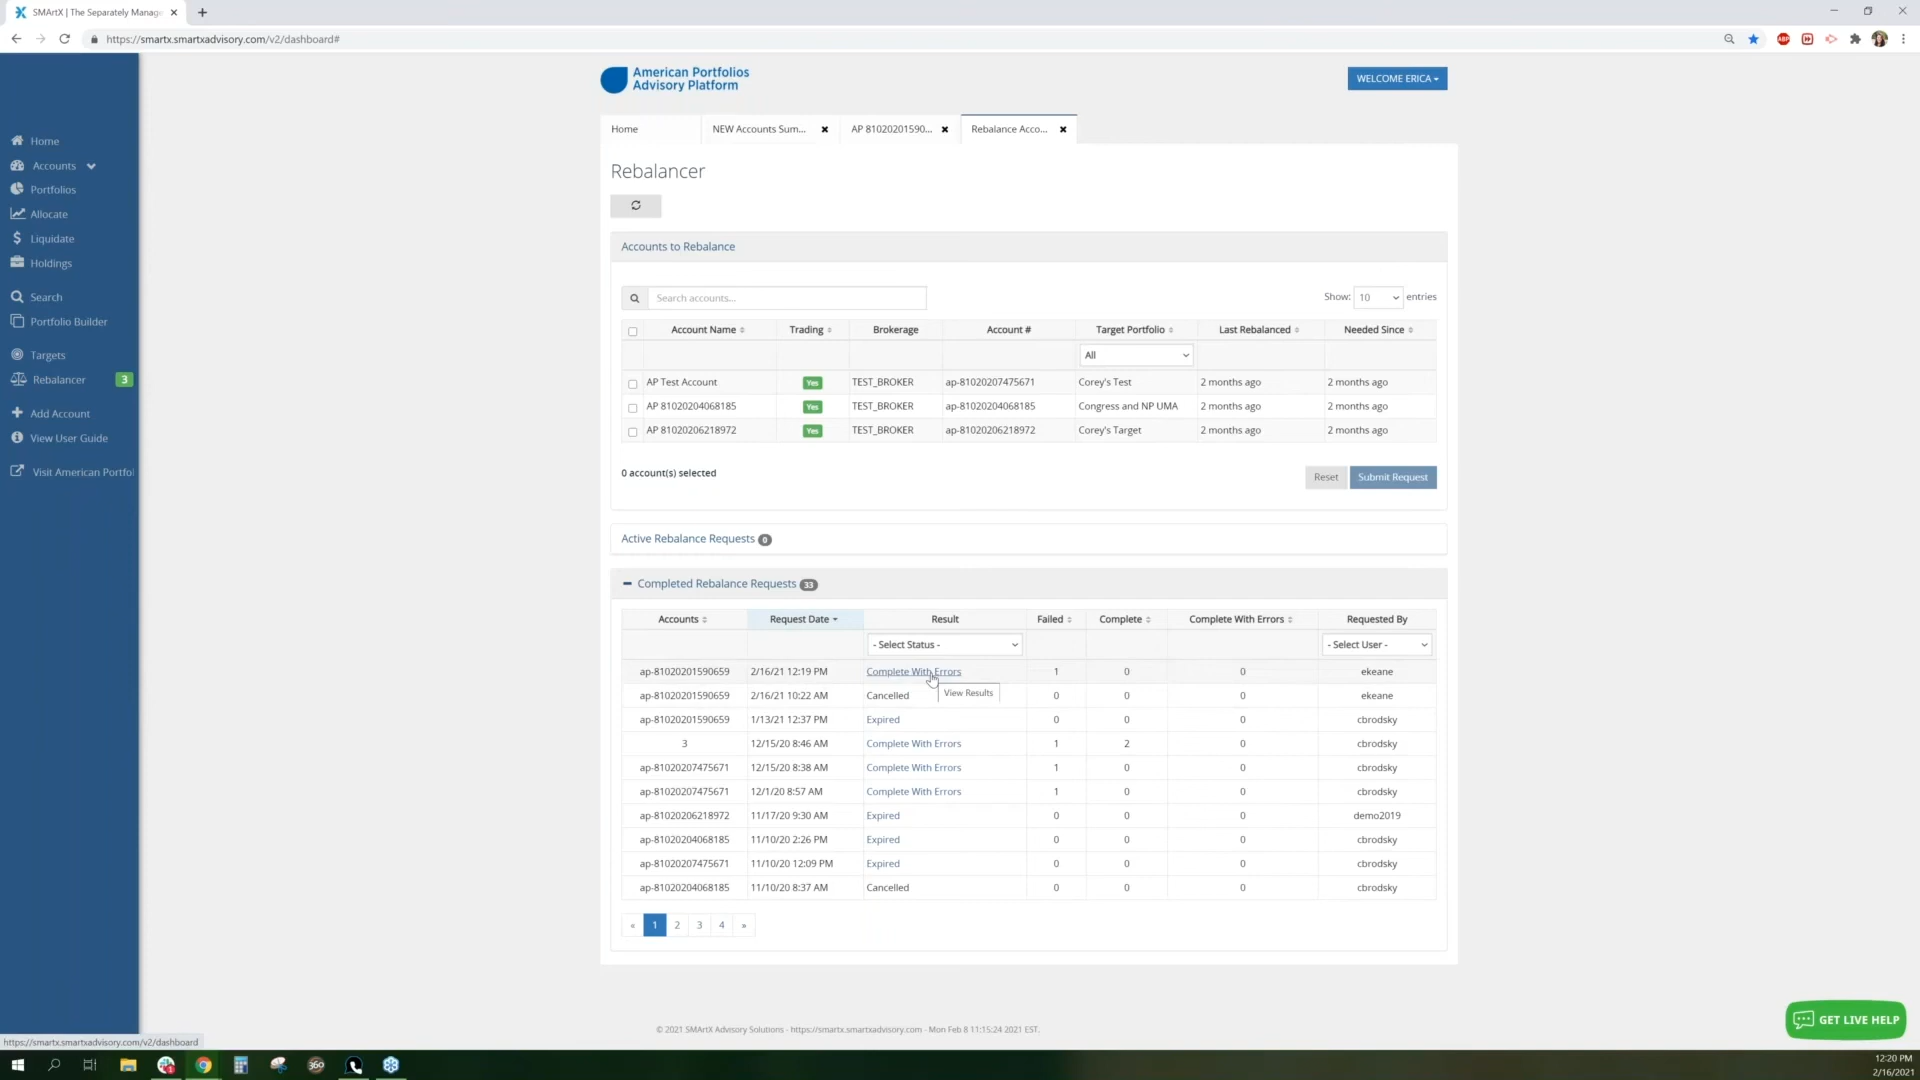 SMArtX | The Separately Manage
https://smartx.smartxadvisory.com/v2/dashboard#
ABP
American Portfolios
Advisory Platform
WELCOME ERICA
Home
Accounts
Portfolios
Allocate
Liquidate
Holdings
Search
Portfolio Builder
Targets
Rebalancer 3
Add Account
View User Guide
Visit American Portfol
Home NEW Accounts Sum... AP 81020201590... Rebalance Acco...
Rebalancer
Accounts to Rebalance
Search accounts... Show: 10 entries
Account Name Trading Brokerage Account # Target Portfolio Last Rebalanced Needed Since
All
AP Test Account Yes TEST_BROKER ap-81020207475671 Corey's Test 2 months ago 2 months ago
AP 81020204068185 Yes TEST_BROKER ap-81020204068185 Congress and NP UMA 2 months ago 2 months ago
AP 81020206218972 Yes TEST_BROKER ap-81020206218972 Corey's Target 2 months ago 2 months ago
0 account(s) selected Reset Submit Request
Active Rebalance Requests 0
Completed Rebalance Requests 33
Accounts Request Date Result Failed Complete Complete With Errors Requested By
- Select Status - - Select User -
ap-81020201590659 2/16/21 12:19 PM Complete With Errors 1 0 0 ekeane
ap-81020201590659 2/16/21 10:22 AM Cancelled 0 0 0 ekeane
View Results
ap-81020201590659 1/13/21 12:37 PM Expired 0 0 0 cbrodsky
3 12/15/20 8:46 AM Complete With Errors 1 2 0 cbrodsky
ap-81020207475671 12/15/20 8:38 AM Complete With Errors 1 0 0 cbrodsky
ap-81020207475671 12/1/20 8:57 AM Complete With Errors 1 0 0 cbrodsky
ap-81020206218972 11/17/20 9:30 AM Expired 0 0 0 demo2019
ap-81020204068185 11/10/20 2:26 PM Expired 0 0 0 cbrodsky
ap-81020207475671 11/10/20 12:09 PM Expired 0 0 0 cbrodsky
ap-81020204068185 11/10/20 8:37 AM Cancelled 0 0 0 cbrodsky
« 1 2 3 4 »
GET LIVE HELP
© 2021 SMArtX Advisory Solutions - https://smartx.smartxadvisory.com - Mon Feb 8 11:15:24 2021 EST.
https://smartx.smartxadvisory.com/v2/dashboard
360
12:20 PM
2/16/2021